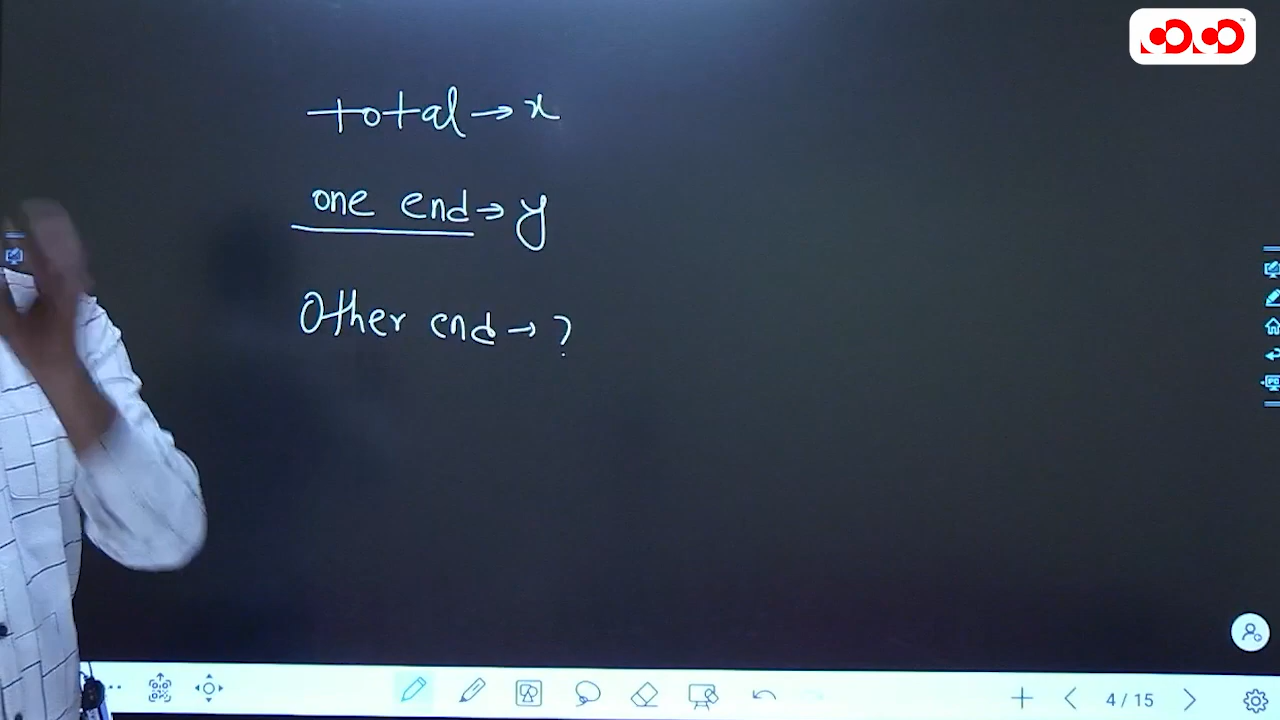 total → x
one end → y
Other end → ?
4 / 15